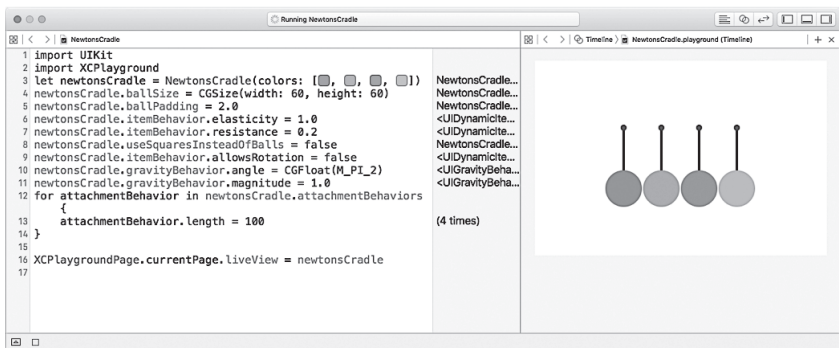 Running NewtonsCradle
NewtonsCradle
1 import UIKit
2 import XCPlayground
3 let newtonsCradle = NewtonsCradle(colors: [ , , , ])
NewtonsCradle...
4 newtonsCradle.ballSize = CGSize(width: 60, height: 60)
NewtonsCradle...
5 newtonsCradle.ballPadding = 2.0
NewtonsCradle...
6 newtonsCradle.itemBehavior.elasticity = 1.0
<UIDynamicIte...
7 newtonsCradle.itemBehavior.resistance = 0.2
<UIDynamicIte...
8 newtonsCradle.useSquaresInsteadOfBalls = false
NewtonsCradle...
9 newtonsCradle.itemBehavior.allowsRotation = false
<UIDynamicIte...
10 newtonsCradle.gravityBehavior.angle = CGFloat(M_PI_2)
<UIGravityBeha...
11 newtonsCradle.gravityBehavior.magnitude = 1.0
<UIGravityBeha...
12 for attachmentBehavior in newtonsCradle.attachmentBehaviors
{
13 attachmentBehavior.length = 100
(4 times)
14 }
15
16 XCPlaygroundPage.currentPage.liveView = newtonsCradle
17
Timeline
NewtonsCradle.playground (Timeline)